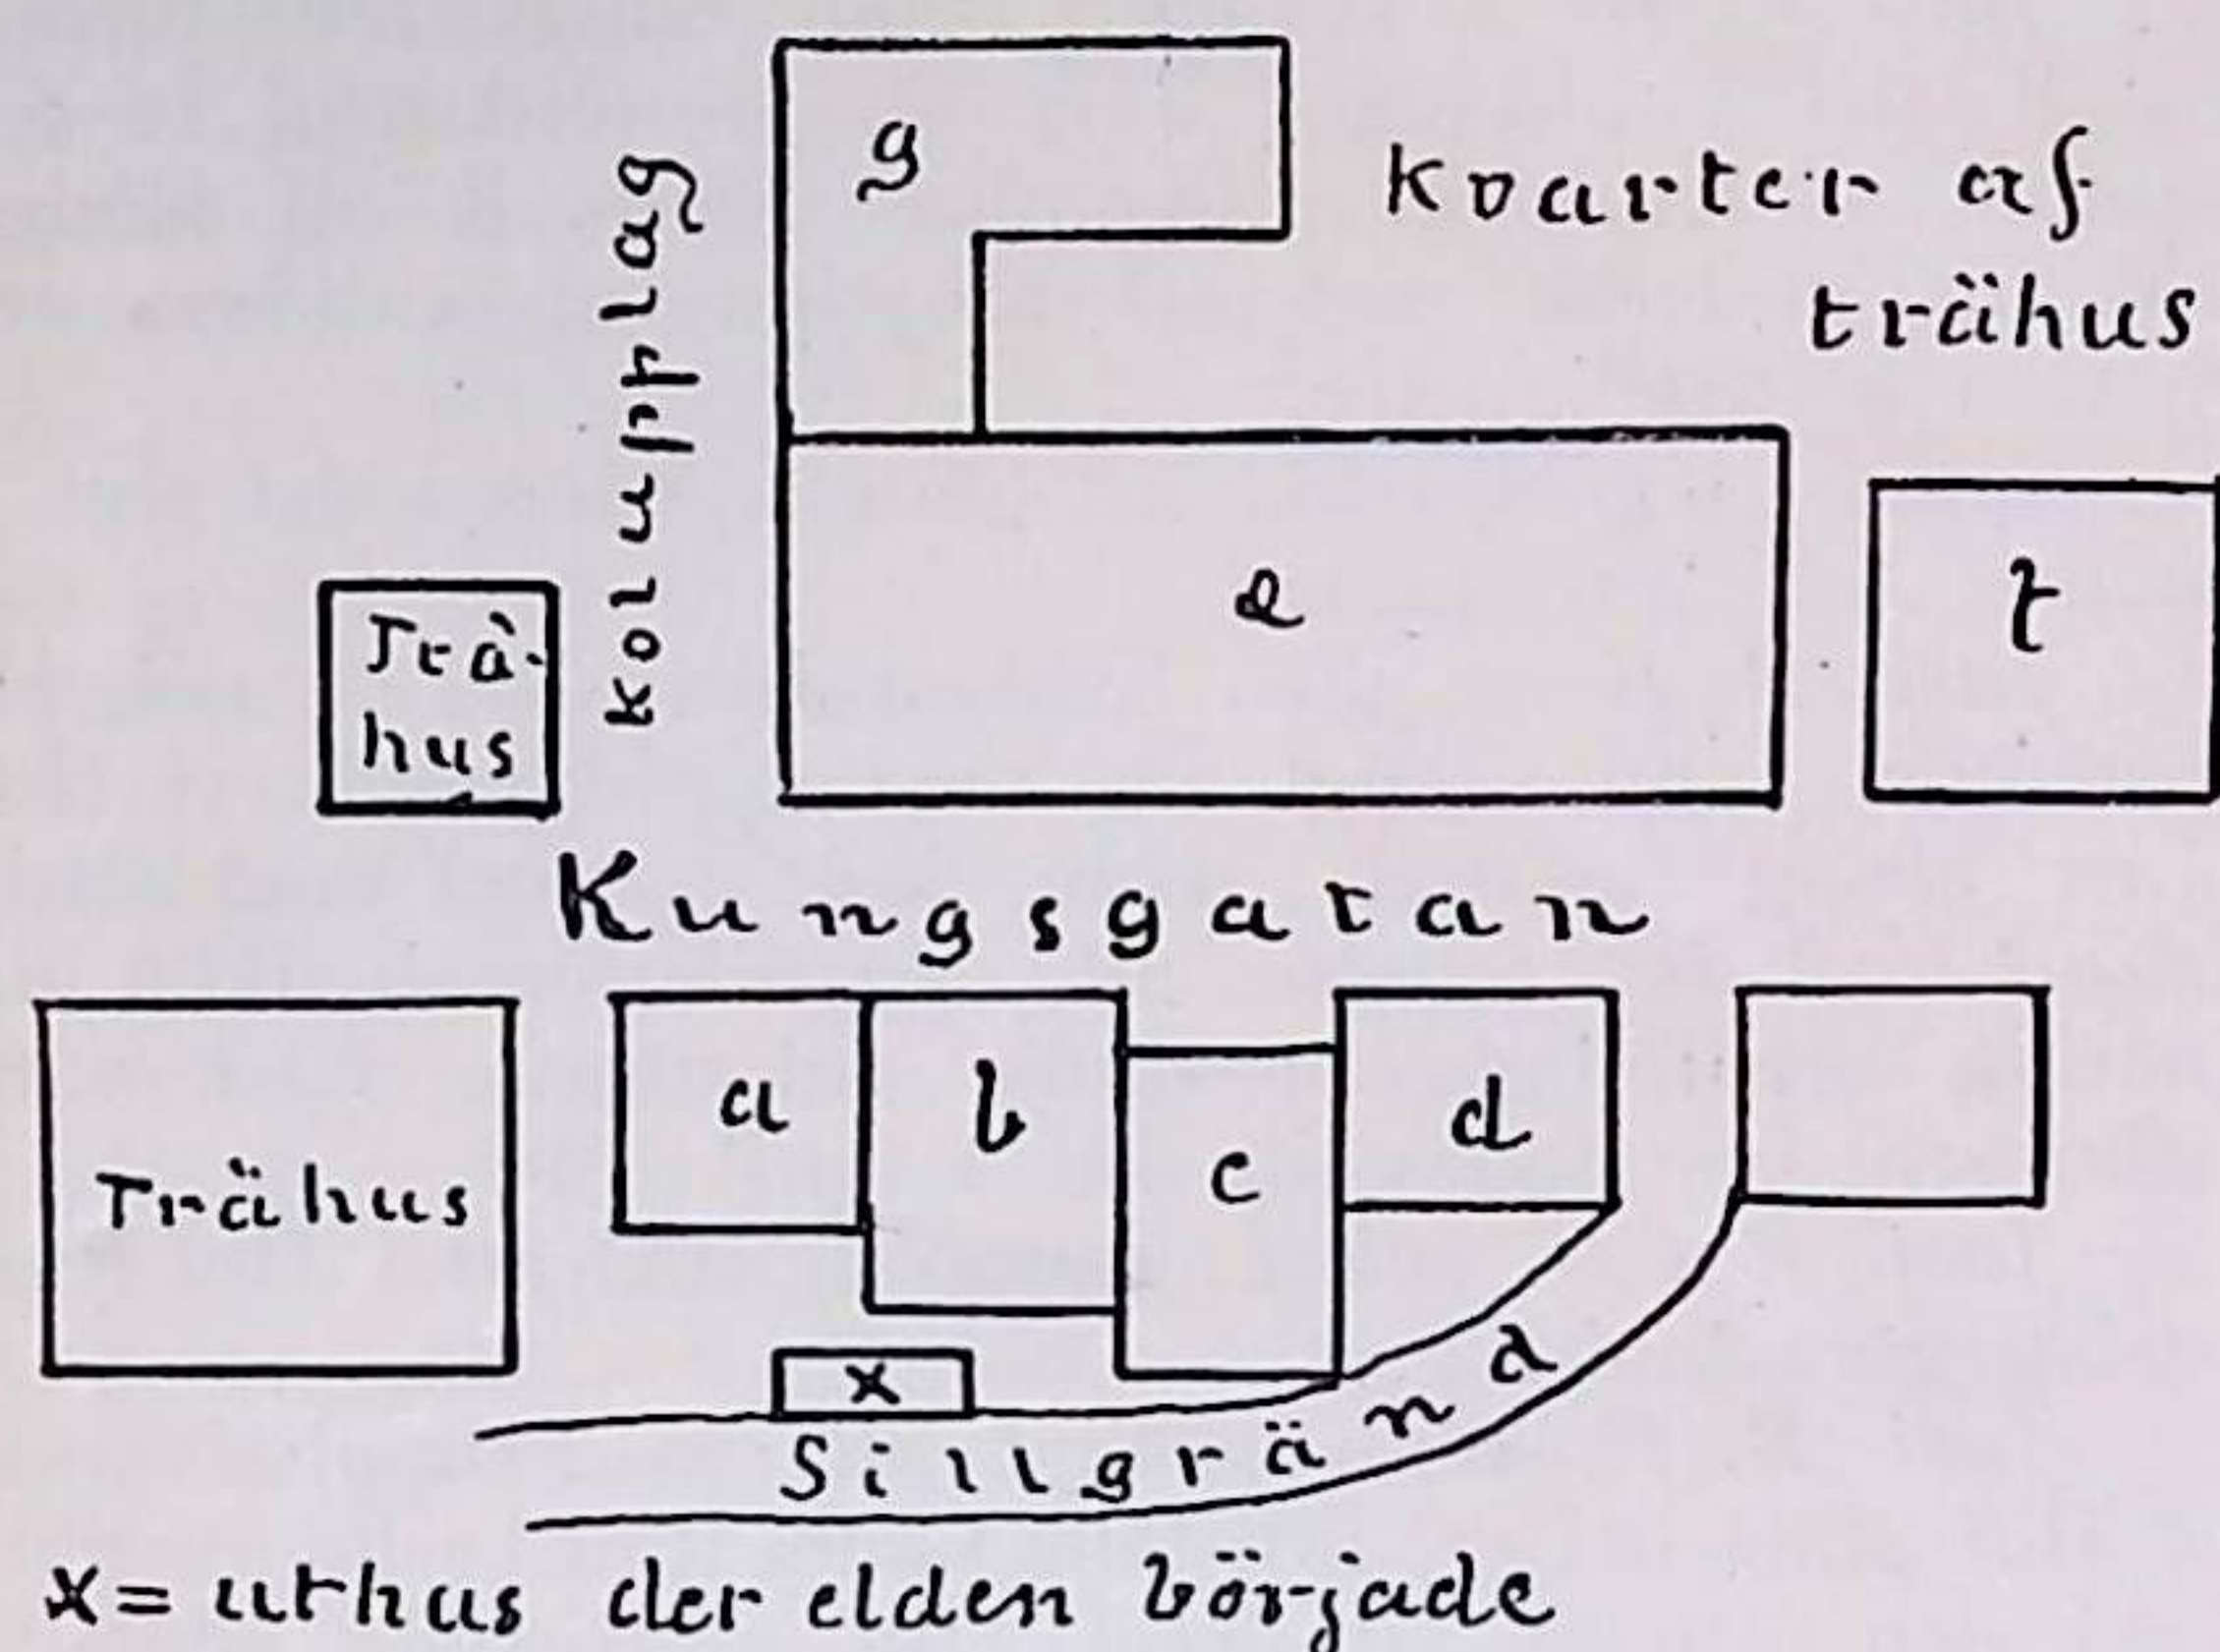 g
Kvarter af
trähus
Kolupplag
e
f
Trä-
hus
Kungsgatan
a
b
c
d
Trähus
x
Sillgränd
x = uthus der elden började